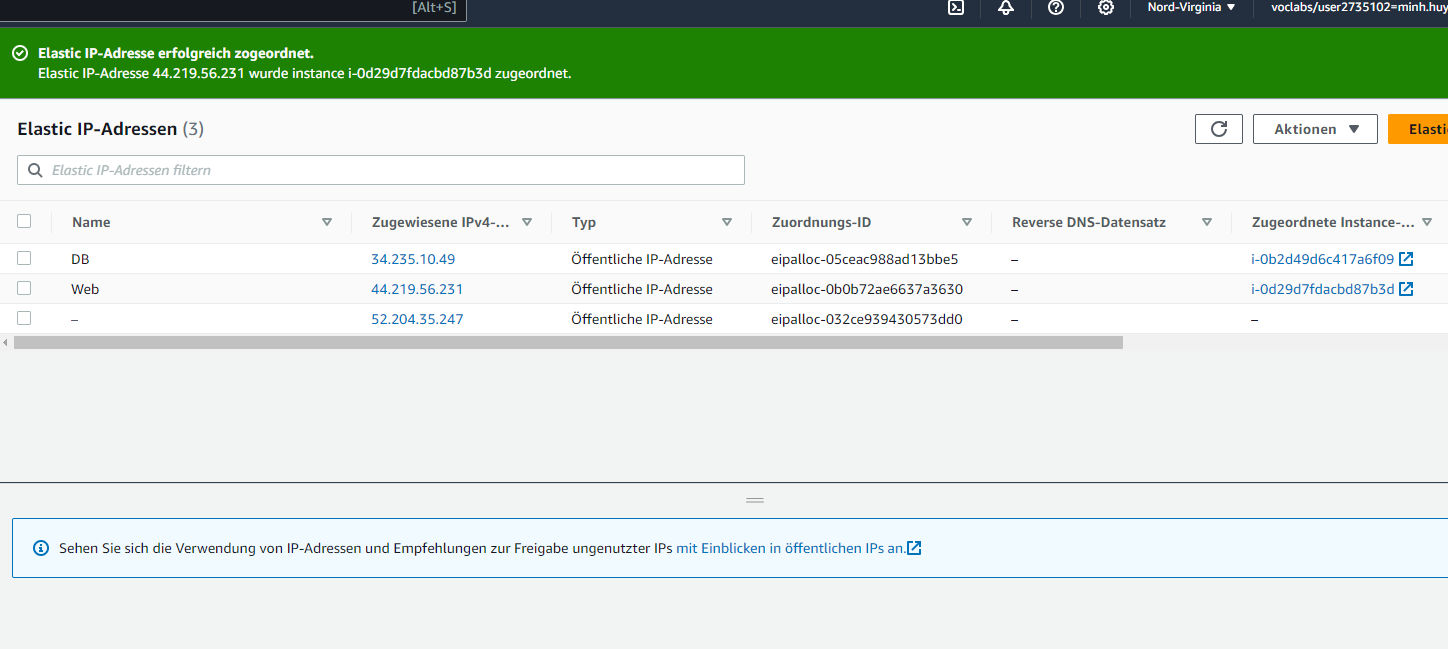 [Alt+S] Nord-Virginia voclabs/user2735102=minh.huy
Elastic IP-Adresse erfolgreich zogeordnet.
Elastic IP-Adresse 44.219.56.231 wurde instance i-0d29d7fdacbd87b3d zugeordnet.
Elastic IP-Adressen (3) Aktionen Elasti
Elastic IP-Adressen filtern
Name Zugewiesene IPv4-... Typ Zuordnungs-ID Reverse DNS-Datensatz Zugeordnete Instance-...
DB 34.235.10.49 Öffentliche IP-Adresse eipalloc-05ceac988ad13bbe5 – i-0b2d49d6c417a6f09
Web 44.219.56.231 Öffentliche IP-Adresse eipalloc-0b0b72ae6637a3630 – i-0d29d7fdacbd87b3d
– 52.204.35.247 Öffentliche IP-Adresse eipalloc-032ce939430573dd0 – –
Sehen Sie sich die Verwendung von IP-Adressen und Empfehlungen zur Freigabe ungenutzter IPs mit Einblicken in öffentlichen IPs an.